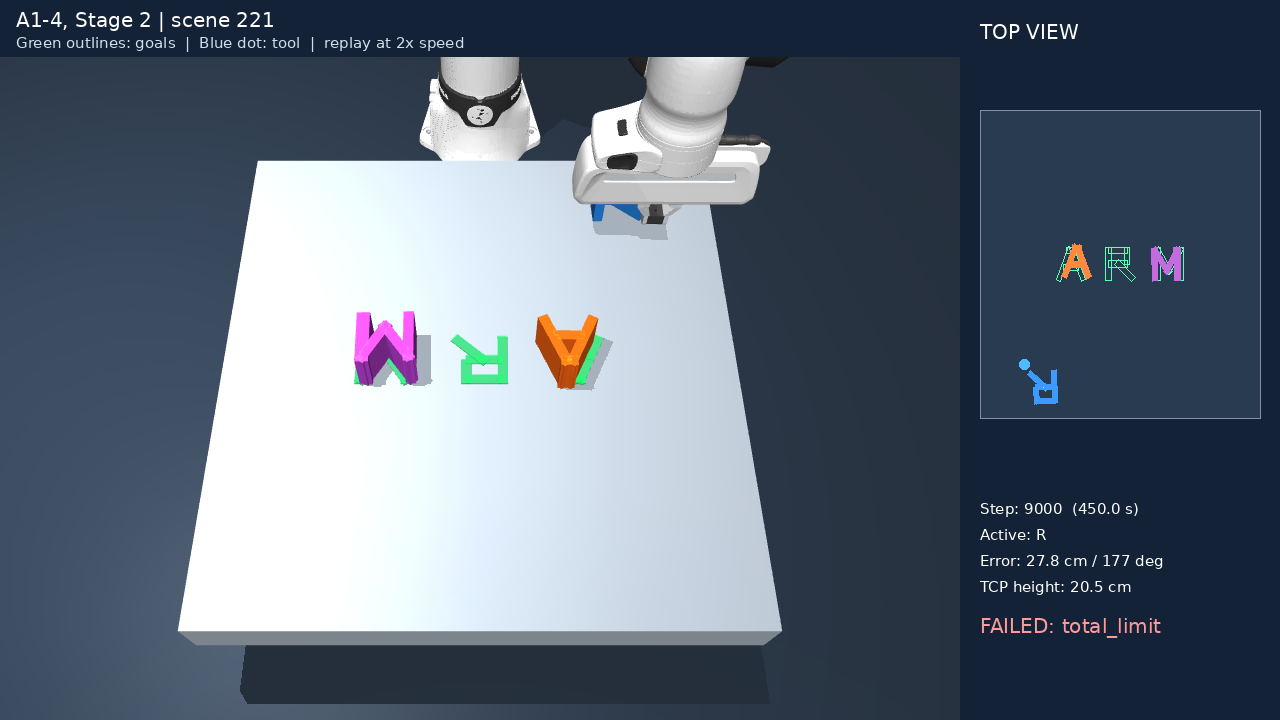 A1-4, Stage 2 | scene 221
Green outlines: goals | Blue dot: tool | replay at 2x speed
TOP VIEW
A R M
R
M R A
Step: 9000 (450.0 s)
Active: R
Error: 27.8 cm / 177 deg
TCP height: 20.5 cm
FAILED: total_limit